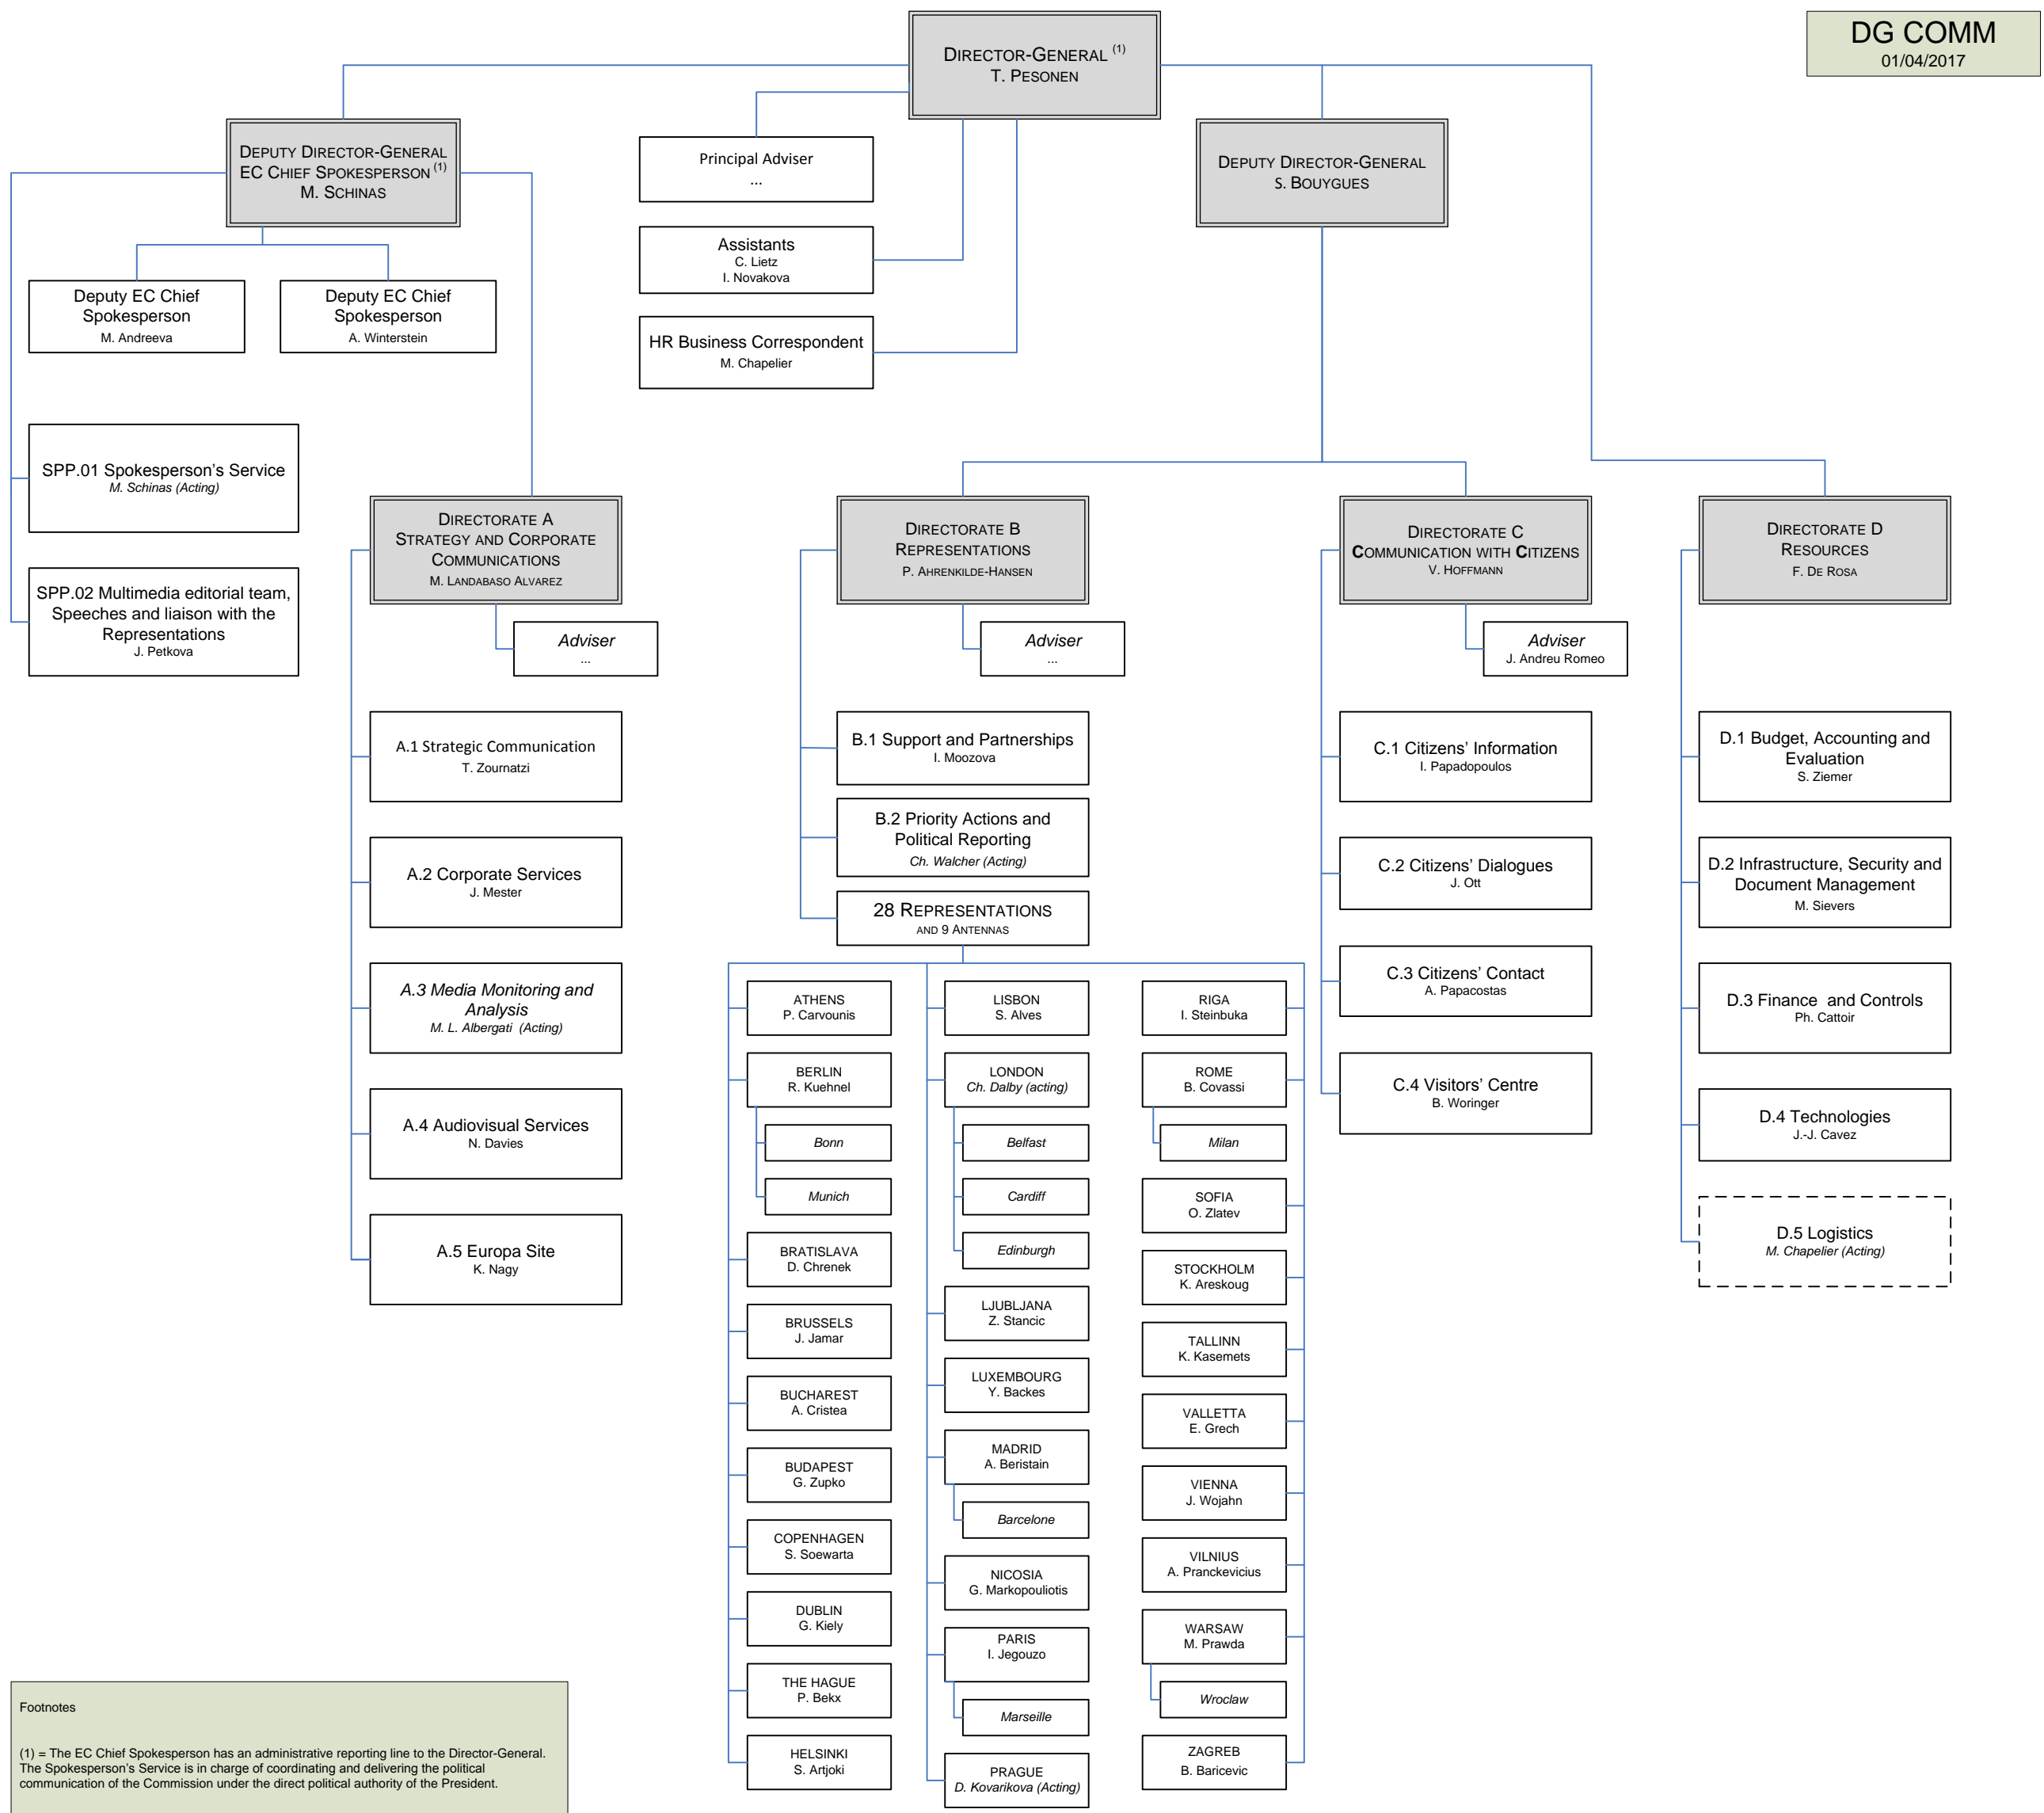 DG COMM
01/04/2017
DIRECTOR-GENERAL (1)
T. PESONEN
DEPUTY DIRECTOR-GENERAL
EC CHIEF SPOKESPERSON (1)
M. SCHINAS
Principal Adviser
...
DEPUTY DIRECTOR-GENERAL
S. BOUYGUES
Assistants
C. Lietz
I. Novakova
Deputy EC Chief
Spokesperson
M. Andreeva
Deputy EC Chief
Spokesperson
A. Winterstein
HR Business Correspondent
M. Chapelier
SPP.01 Spokesperson's Service
M. Schinas (Acting)
SPP.02 Multimedia editorial team,
Speeches and liaison with the
Representations
J. Petkova
DIRECTORATE A
STRATEGY AND CORPORATE
COMMUNICATIONS
M. LANDABASO ALVAREZ
Adviser
...
A.1 Strategic Communication
T. Zournatzi
A.2 Corporate Services
J. Mester
A.3 Media Monitoring and
Analysis
M. L. Albergati (Acting)
A.4 Audiovisual Services
N. Davies
A.5 Europa Site
K. Nagy
DIRECTORATE B
REPRESENTATIONS
P. AHRENKILDE-HANSEN
Adviser
...
B.1 Support and Partnerships
I. Moozova
B.2 Priority Actions and
Political Reporting
Ch. Walcher (Acting)
28 REPRESENTATIONS
AND 9 ANTENNAS
ATHENS
P. Carvounis
BERLIN
R. Kuehnel
Bonn
Munich
BRATISLAVA
D. Chrenek
BRUSSELS
J. Jamar
BUCHAREST
A. Cristea
BUDAPEST
G. Zupko
COPENHAGEN
S. Soewarta
DUBLIN
G. Kiely
THE HAGUE
P. Bekx
HELSINKI
S. Artjoki
LISBON
S. Alves
LONDON
Ch. Dalby (acting)
Belfast
Cardiff
Edinburgh
LJUBLJANA
Z. Stancic
LUXEMBOURG
Y. Backes
MADRID
A. Beristain
Barcelone
NICOSIA
G. Markopouliotis
PARIS
I. Jegouzo
Marseille
PRAGUE
D. Kovarikova (Acting)
RIGA
I. Steinbuka
ROME
B. Covassi
Milan
SOFIA
O. Zlatev
STOCKHOLM
K. Areskoug
TALLINN
K. Kasemets
VALLETTA
E. Grech
VIENNA
J. Wojahn
VILNIUS
A. Pranckevicius
WARSAW
M. Prawda
Wroclaw
ZAGREB
B. Baricevic
DIRECTORATE C
COMMUNICATION WITH CITIZENS
V. HOFFMANN
Adviser
J. Andreu Romeo
C.1 Citizens' Information
I. Papadopoulos
C.2 Citizens' Dialogues
J. Ott
C.3 Citizens' Contact
A. Papacostas
C.4 Visitors' Centre
B. Woringer
DIRECTORATE D
RESOURCES
F. DE ROSA
D.1 Budget, Accounting and
Evaluation
S. Ziemer
D.2 Infrastructure, Security and
Document Management
M. Sievers
D.3 Finance and Controls
Ph. Cattoir
D.4 Technologies
J.-J. Cavez
D.5 Logistics
M. Chapelier (Acting)
Footnotes
(1) = The EC Chief Spokesperson has an administrative reporting line to the Director-General.
The Spokesperson's Service is in charge of coordinating and delivering the political
communication of the Commission under the direct political authority of the President.